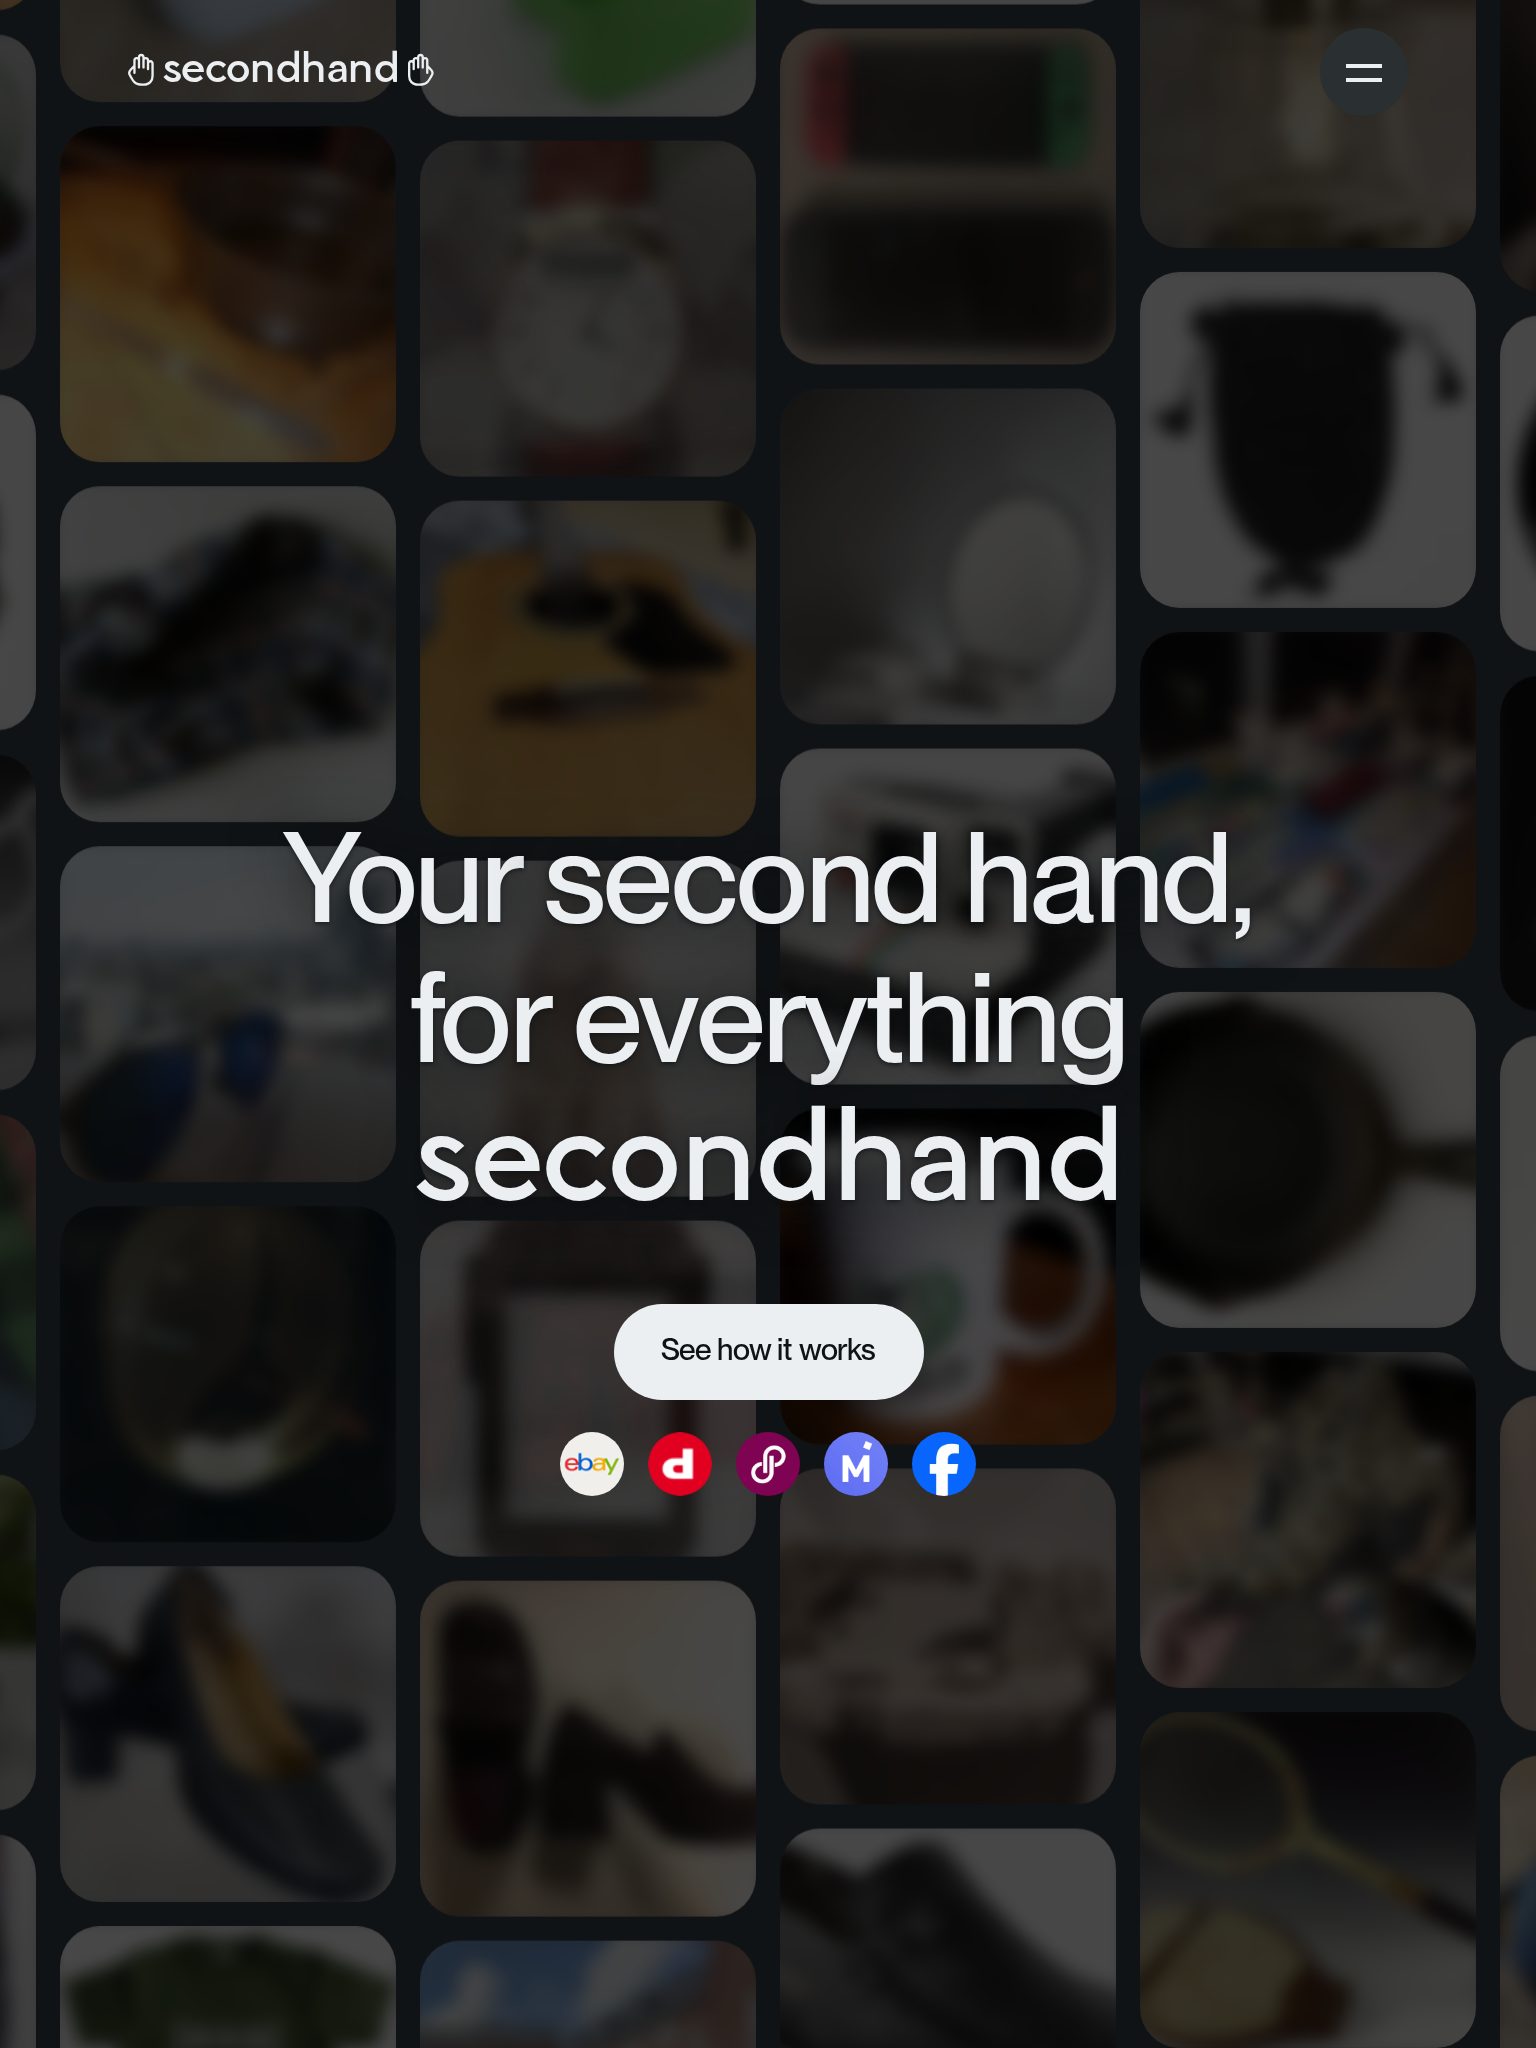 secondhand
Your second hand,
for everything
secondhand
See how it works
ebay